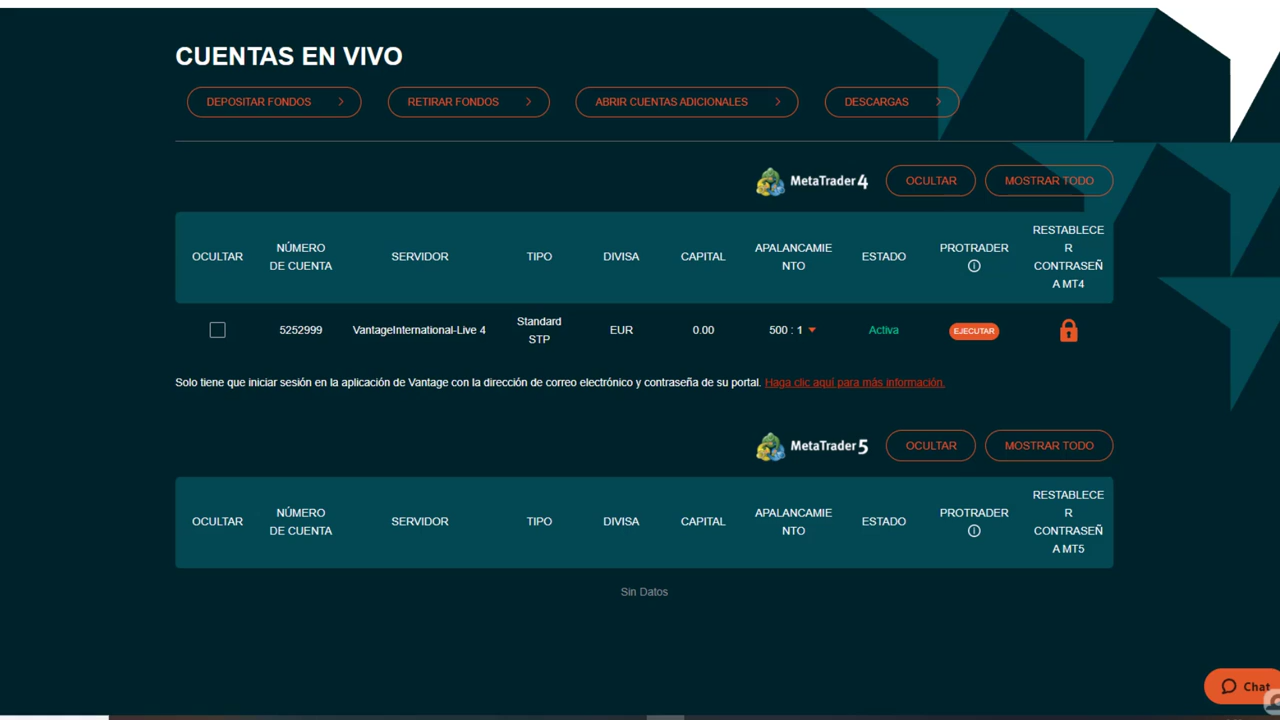 CUENTAS EN VIVO
DEPOSITAR FONDOS
RETIRAR FONDOS
ABRIR CUENTAS ADICIONALES
DESCARGAS
MetaTrader 4
OCULTAR
MOSTRAR TODO
OCULTAR
NÚMERO
DE CUENTA
SERVIDOR
TIPO
DIVISA
CAPITAL
APALANCAMIE
NTO
ESTADO
PROTRADER
RESTABLECE
R
CONTRASEÑ
A MT4
5252999
VantageInternational-Live 4
Standard
STP
EUR
0.00
500 : 1
Activa
EJECUTAR
Solo tiene que iniciar sesión en la aplicación de Vantage con la dirección de correo electrónico y contraseña de su portal. Haga clic aquí para más información.
MetaTrader 5
OCULTAR
MOSTRAR TODO
OCULTAR
NÚMERO
DE CUENTA
SERVIDOR
TIPO
DIVISA
CAPITAL
APALANCAMIE
NTO
ESTADO
PROTRADER
RESTABLECE
R
CONTRASEÑ
A MT5
Sin Datos
Chat